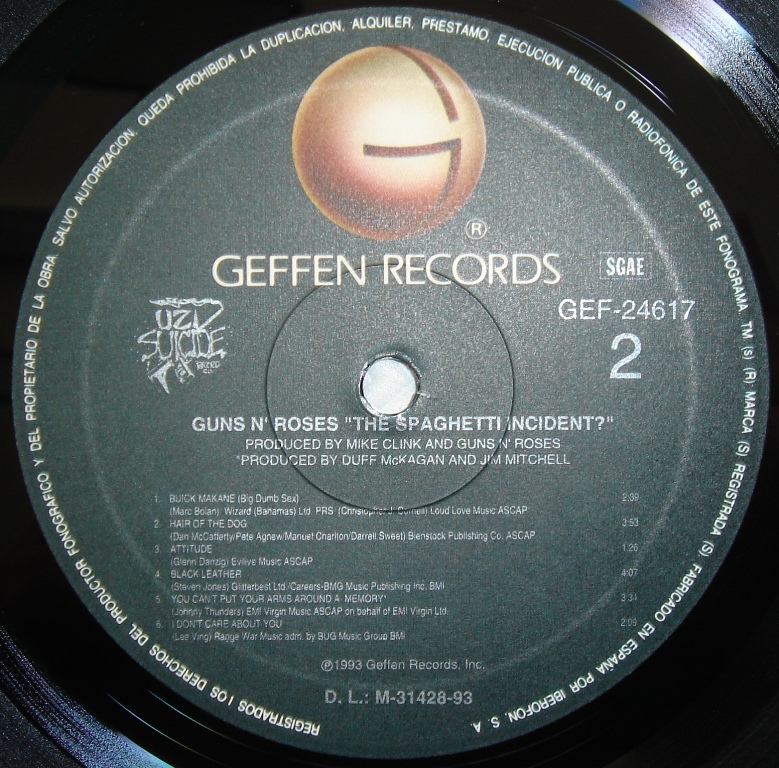 REGISTRADOS LOS DERECHOS DEL PRODUCTOR FONOGRAFICO Y DEL PROPIETARIO DE LA OBRA. SALVO AUTORIZACION. QUEDA PROHIBIDA LA DUPLICACION, ALQUILER, PRESTAMO, EJECUCION PUBLICA O RADIOFONICA DE ESTE FONOGRAMA. TM (s) (R) MARCA (S) REGISTRADA (S). FABRICADO EN ESPAÑA POR IBEROFON, S. A.
®
GEFFEN RECORDS
SGAE
GEF-24617
2
UZI
SUICIDE
GUNS N' ROSES "THE SPAGHETTI INCIDENT?"
PRODUCED BY MIKE CLINK AND GUNS N' ROSES
*PRODUCED BY DUFF McKAGAN AND JIM MITCHELL
1. BUICK MAKANE (Big Dumb Sex) 2:39
(Marc Bolan) Wizard (Bahamas) Ltd. PRS (Christopher J. Cornell) Loud Love Music ASCAP
2. HAIR OF THE DOG 3:53
(Dan McCafferty/Pete Agnew/Manuel Charlton/Darrell Sweet) Bienstock Publishing Co. ASCAP
3. ATTITUDE 1:26
(Glenn Danzig) Evilive Music ASCAP
4. BLACK LEATHER 4:07
(Steven Jones) Glitterbest Ltd./Careers-BMG Music Publishing Inc. BMI
5. YOU CAN'T PUT YOUR ARMS AROUND A MEMORY* 3:34
(Johnny Thunders) EMI Virgin Music ASCAP on behalf of EMI Virgin Ltd.
6. I DON'T CARE ABOUT YOU 2:09
(Lee Ving) Range War Music adm. by BUG Music Group BMI
℗1993 Geffen Records, Inc.
D. L.: M-31428-93